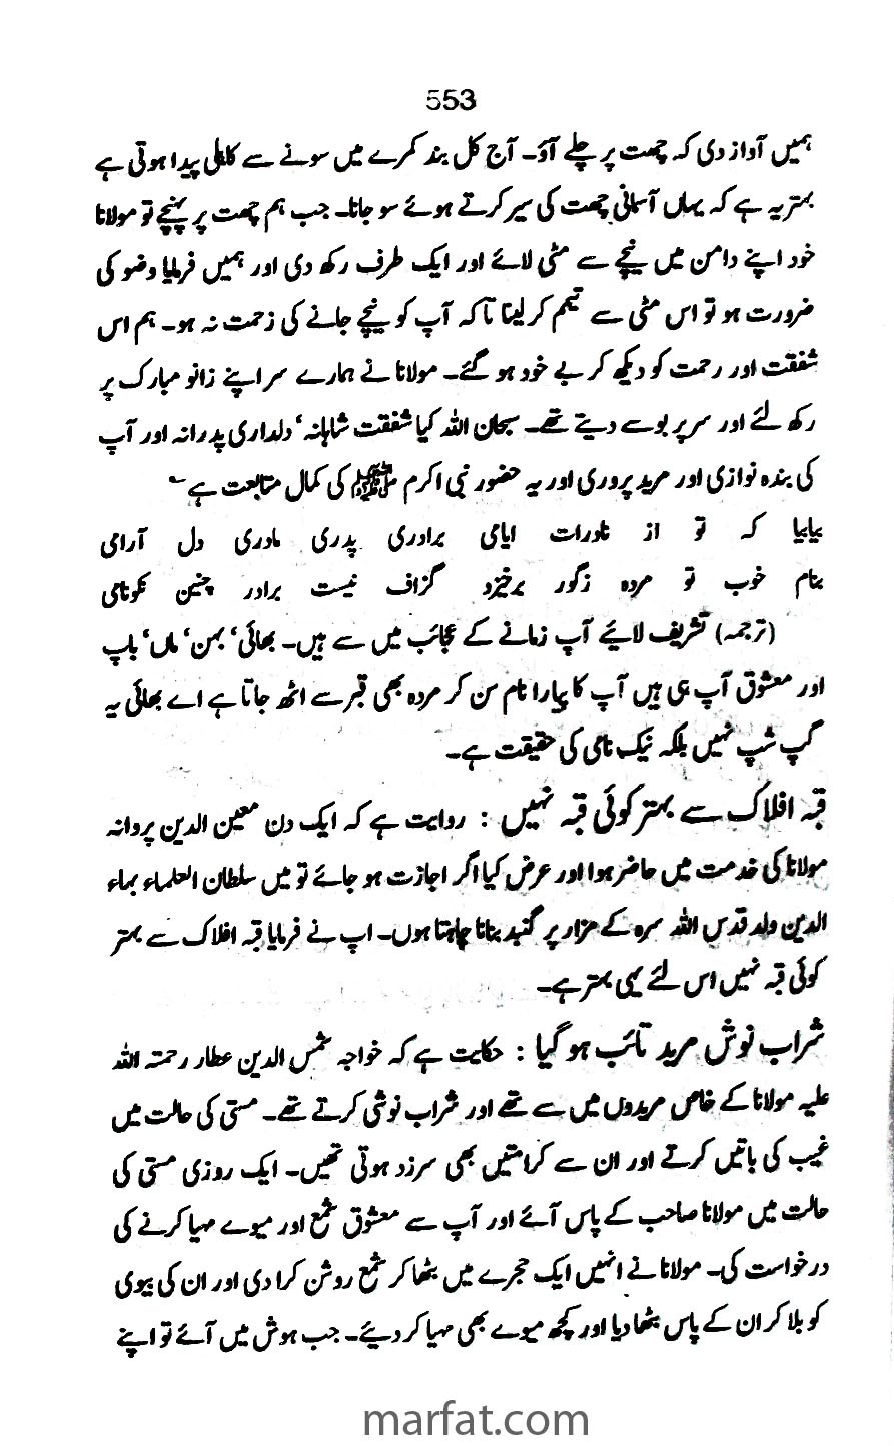 553
ہمیں آواز دی کہ چھت پر چلے آؤ۔ آج کل بند کمرے میں سونے سے کاہلی پیدا ہوتی ہے
بہتر یہ ہے کہ یہاں آسمانی چھت کی سیر کرتے ہوئے سو جانا۔ جب ہم چھت پر پہنچے تو مولانا
خود اپنے دامن میں نیچے سے مٹی لائے اور ایک طرف رکھ دی اور ہمیں فرمایا وضو کی
ضرورت ہو تو اس مٹی سے تیمم کر لینا تاکہ آپ کو نیچے جانے کی زحمت نہ ہو۔ ہم اس
شفقت اور رحمت کو دیکھ کر بے خود ہو گئے۔ مولانا نے ہمارے سر اپنے زانو مبارک پر
رکھ لئے اور سر پر بوسے دیتے تھے۔ سبحان اللہ کیا شفقت شاہانہ‘ دلداری پدرانہ اور آپ
کی بندہ نوازی اور مرید پروری اور یہ حضور نبی اکرم ﷺ کی کمال متابعت ہے ؎
بیابیا کہ تو از نادرات ایامی برادری پدری مادری دل آرامی
بنام خوب تو مردہ زگور برخیزد گزاف نیست برادر چنین نکونامی
(ترجمہ) تشریف لائیے آپ زمانے کے عجائب میں سے ہیں۔ بھائی‘ بہن‘ ماں‘ باپ
اور معشوق آپ ہی ہیں آپ کا پیارا نام سن کر مردہ بھی قبر سے اٹھ جاتا ہے اے بھائی یہ
گپ شپ نہیں بلکہ نیک نامی کی حقیقت ہے۔
قبہ افلاک سے بہتر کوئی قبہ نہیں : روایت ہے کہ ایک دن معین الدین پروانہ
مولانا کی خدمت میں حاضر ہوا اور عرض کیا اگر اجازت ہو جائے تو میں سلطان العلماء بہاء
الدین ولد قدس اللہ سرہ کے مزار پر گنبد بنانا چاہتا ہوں۔ اپ نے فرمایا قبہ افلاک سے بہتر
کوئی قبہ نہیں اس لئے یہی بہتر ہے۔
شراب نوش مرید تائب ہو گیا : حکایت ہے کہ خواجہ شمس الدین عطار رحمتہ اللہ
علیہ مولانا کے خاص مریدوں میں سے تھے اور شراب نوشی کرتے تھے۔ مستی کی حالت میں
غیب کی باتیں کرتے اور ان سے کرامتیں بھی سرزد ہوتی تھیں۔ ایک روزی مستی کی
حالت میں مولانا صاحب کے پاس آئے اور آپ سے معشوق شمع اور میوے مہیا کرنے کی
درخواست کی۔ مولانا نے انہیں ایک حجرے میں بٹھا کر شمع روشن کرا دی اور ان کی بیوی
کو بلا کر ان کے پاس بٹھا دیا اور کچھ میوے بھی مہیا کر دیئے۔ جب ہوش میں آئے تو اپنے
marfat.com